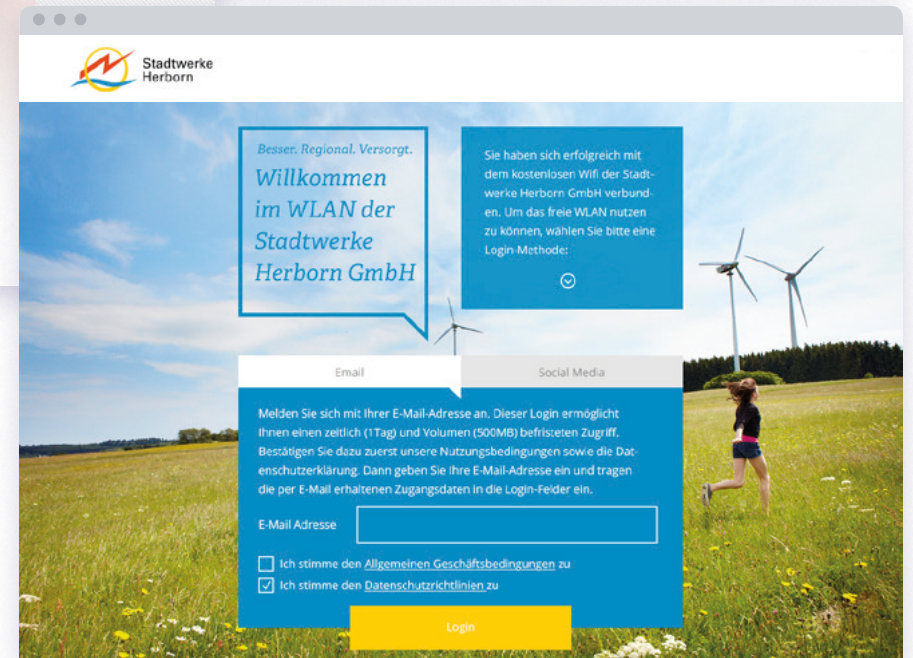 Stadtwerke
Herborn
Besser. Regional. Versorgt.
Willkommen
im WLAN der
Stadtwerke
Herborn GmbH
Sie haben sich erfolgreich mit
dem kostenlosen Wifi der Stadt-
werke Herborn GmbH verbund-
en. Um das freie WLAN nutzen
zu können, wählen Sie bitte eine
Login-Methode:
Email
Social Media
Melden Sie sich mit Ihrer E-Mail-Adresse an. Dieser Login ermöglicht
Ihnen einen zeitlich (1Tag) und Volumen (500MB) befristeten Zugriff.
Bestätigen Sie dazu zuerst unsere Nutzungsbedingungen sowie die Dat-
enschutzerklärung. Dann geben Sie Ihre E-Mail-Adresse ein und tragen
die per E-Mail erhaltenen Zugangsdaten in die Login-Felder ein.
E-Mail Adresse
Ich stimme den Allgemeinen Geschäftsbedingungen zu
Ich stimme den Datenschutzrichtlinien zu
Login